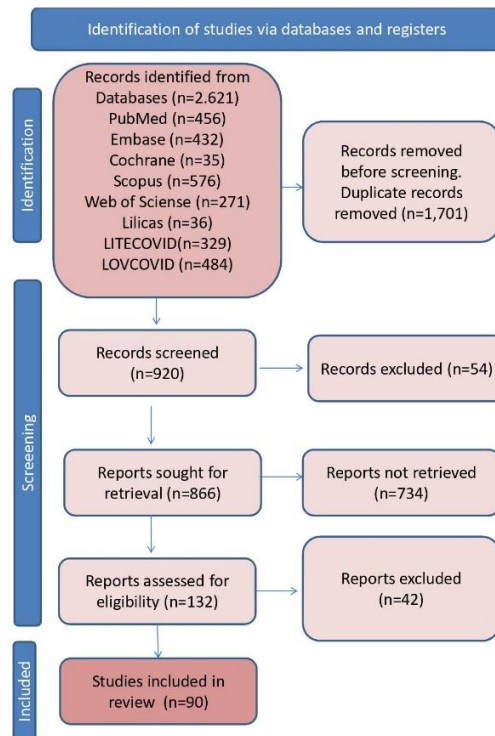 Identification of studies via databases and registers
Identification
Records identified from
Databases (n=2.621)
PubMed (n=456)
Embase (n=432)
Cochrane (n=35)
Scopus (n=576)
Web of Sciense (n=271)
Lilicas (n=36)
LITECOVID(n=329)
LOVCOVID (n=484)
Records removed
before screening.
Duplicate records
removed (n=1,701)
Screeening
Records screened
(n=920)
Records excluded (n=54)
Reports sought for
retrieval (n=866)
Reports not retrieved
(n=734)
Reports assessed for
eligibility (n=132)
Reports excluded
(n=42)
Included
Studies included in
review (n=90)